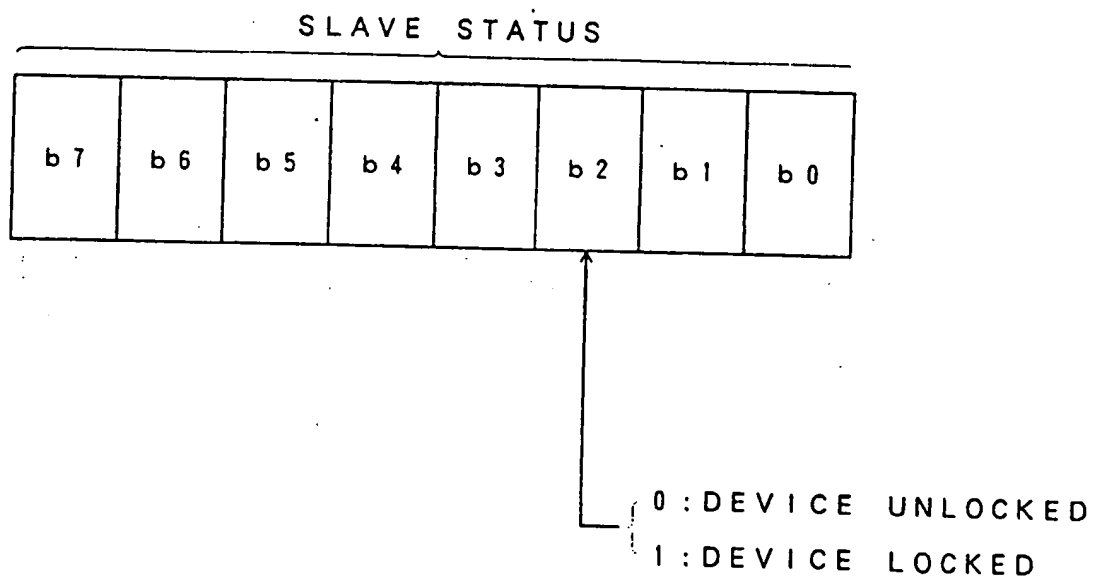 SLAVE STATUS
b7 b6 b5 b4 b3 b2 b1 b0
0:DEVICE UNLOCKED
1:DEVICE LOCKED